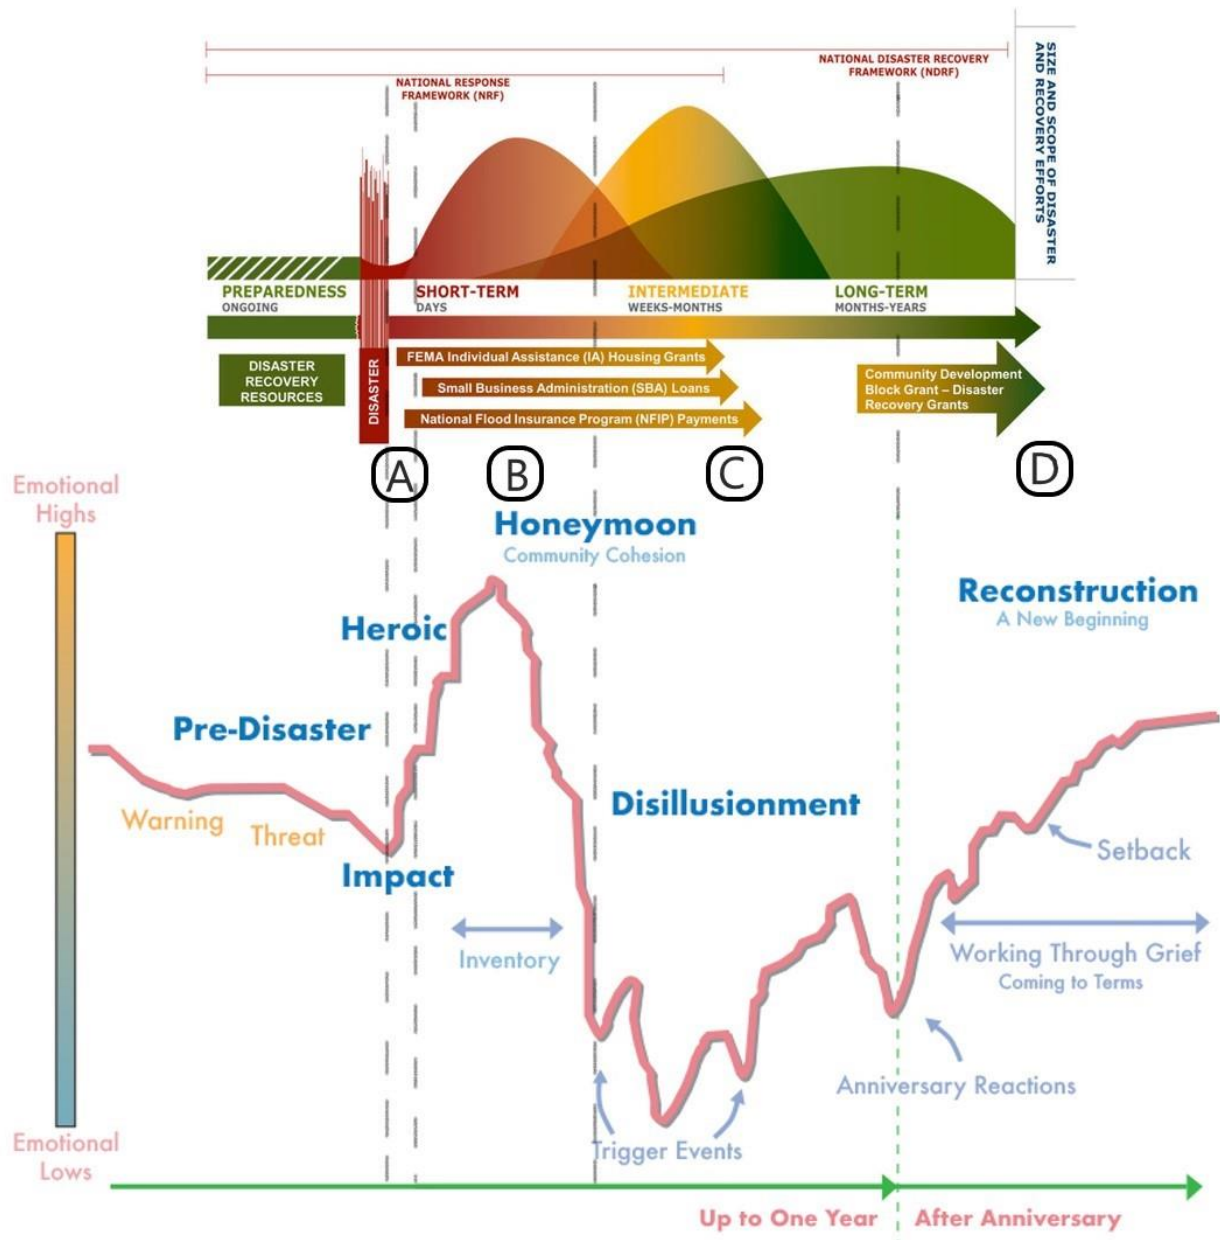 NATIONAL DISASTER RECOVERY
FRAMEWORK (NDRF)
NATIONAL RESPONSE
FRAMEWORK (NRF)
SIZE AND SCOPE OF DISASTER
AND RECOVERY EFFORTS
PREPAREDNESS
ONGOING
SHORT-TERM
DAYS
INTERMEDIATE
WEEKS-MONTHS
LONG-TERM
MONTHS-YEARS
DISASTER
RECOVERY
RESOURCES
DISASTER
FEMA Individual Assistance (IA) Housing Grants
Small Business Administration (SBA) Loans
National Flood Insurance Program (NFIP) Payments
Community Development
Block Grant – Disaster
Recovery Grants
A
B
C
D
Emotional
Highs
Honeymoon
Community Cohesion
Reconstruction
A New Beginning
Heroic
Pre-Disaster
Warning
Threat
Impact
Disillusionment
Setback
Inventory
Working Through Grief
Coming to Terms
Anniversary Reactions
Trigger Events
Emotional
Lows
Up to One Year
After Anniversary